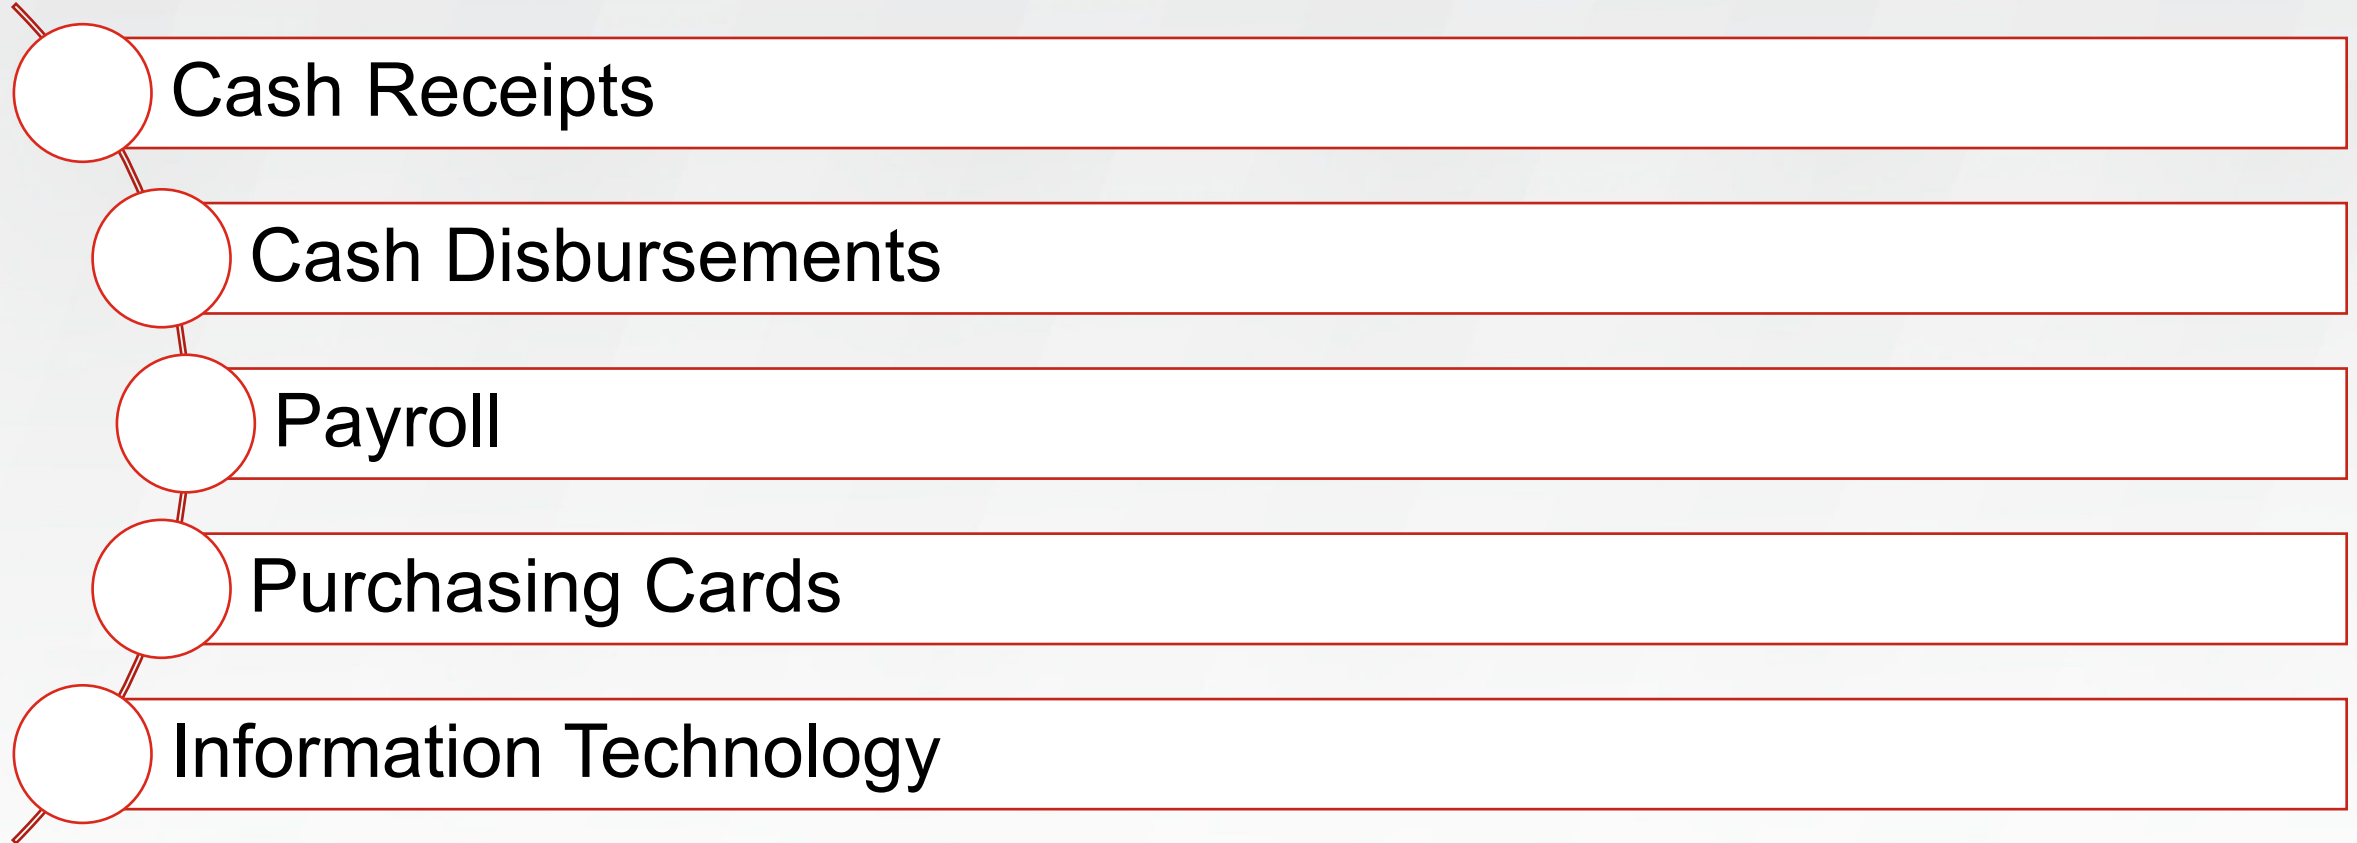 Cash Receipts
Cash Disbursements
Payroll
Purchasing Cards
Information Technology